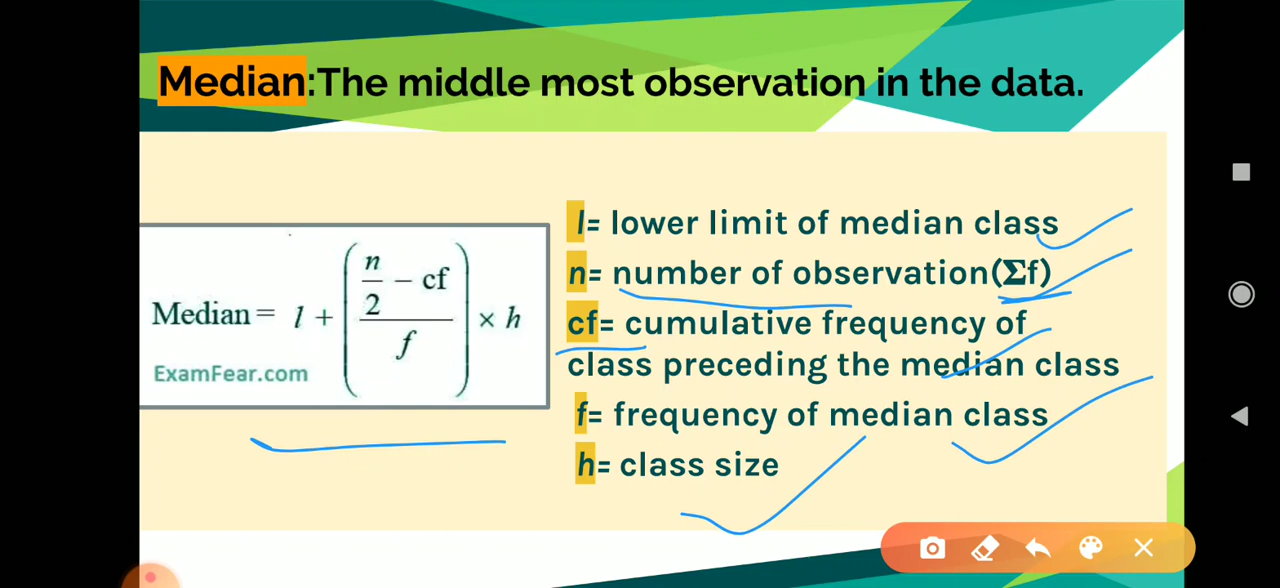 Median:The middle most observation in the data.
Median = l + ( (n/2 − cf) / f ) × h
ExamFear.com
l= lower limit of median class
n= number of observation(Σf)
cf= cumulative frequency of
class preceding the median class
f= frequency of median class
h= class size